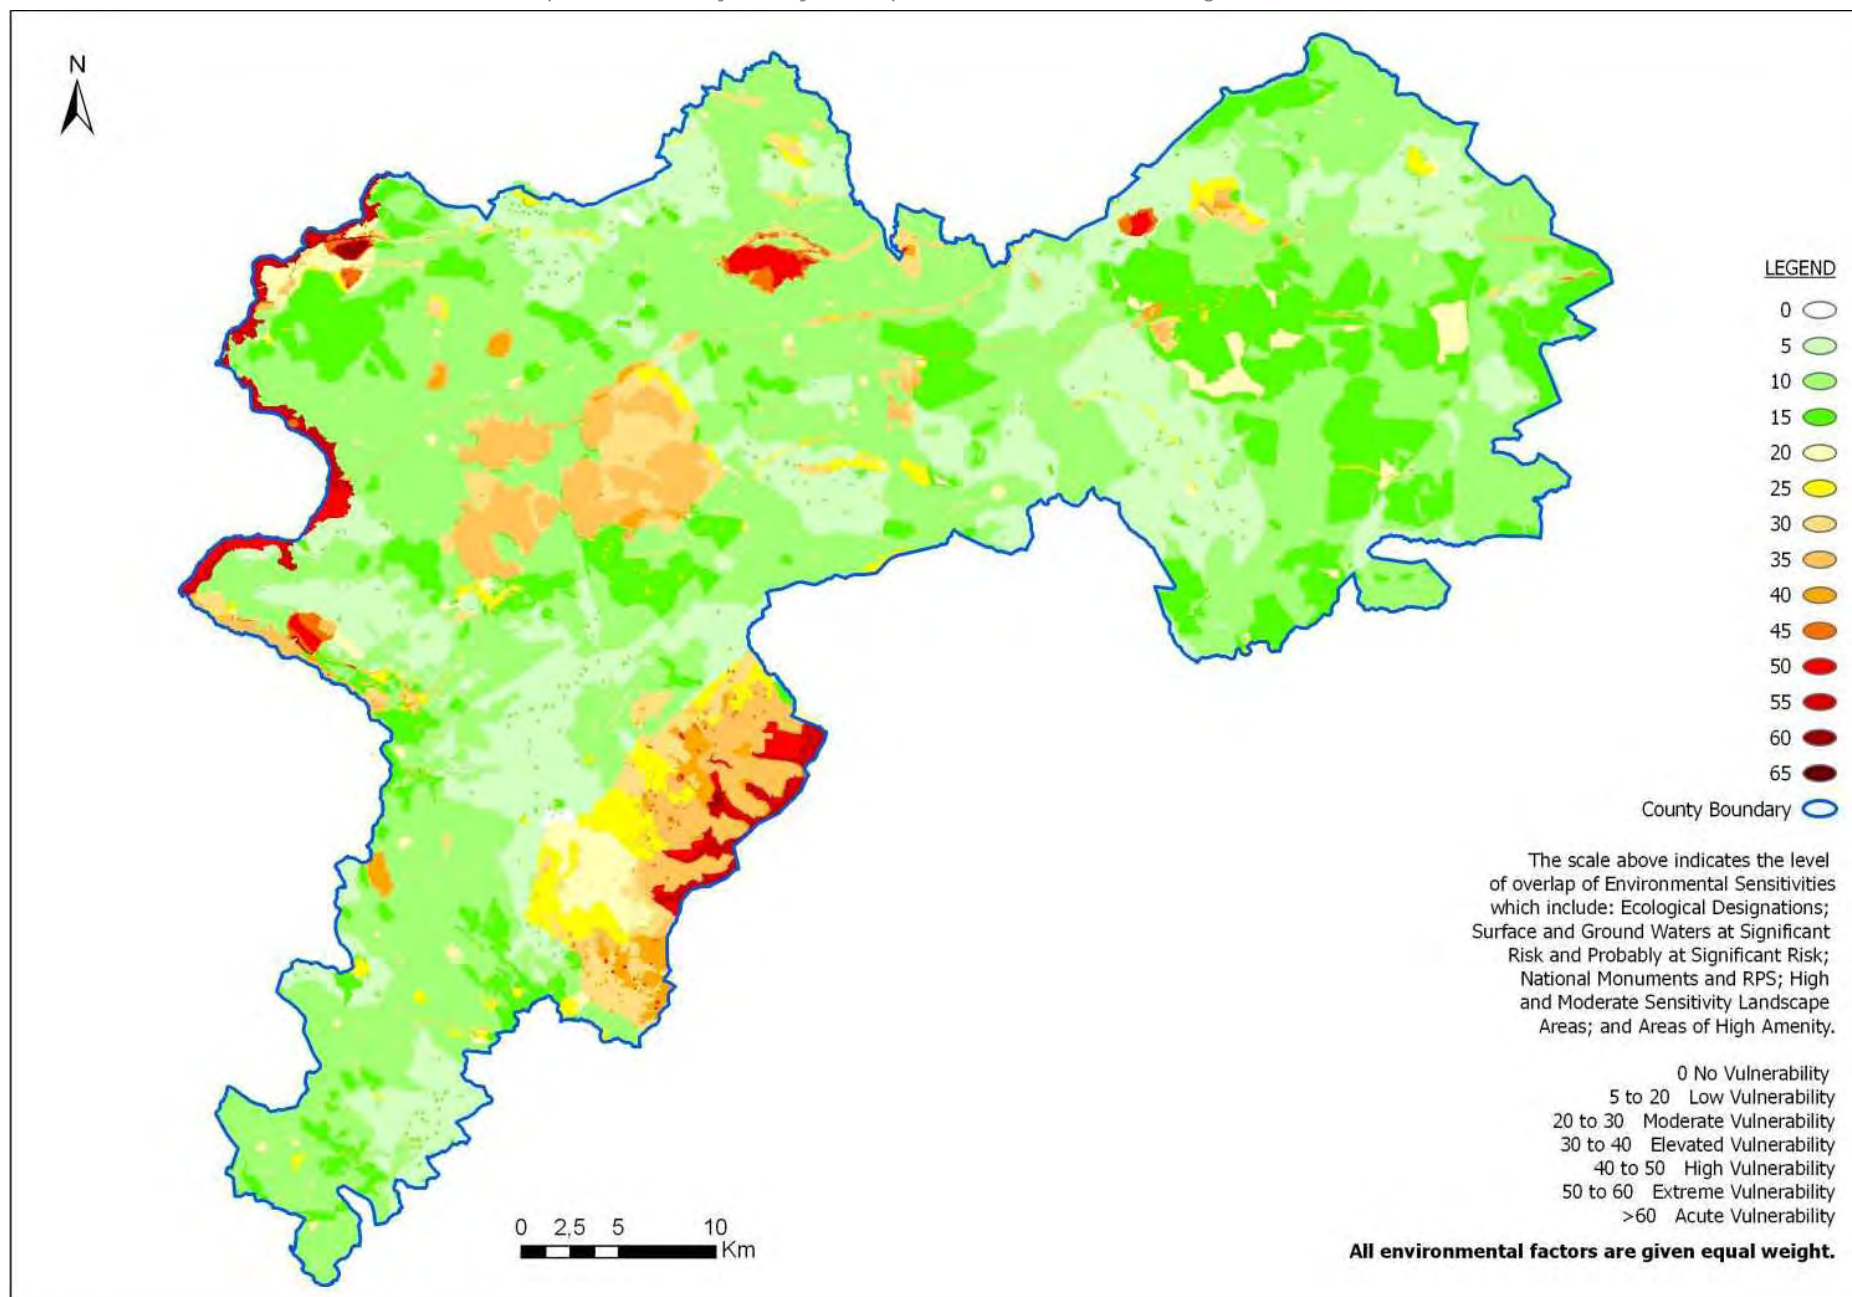 N
LEGEND
0
5
10
15
20
25
30
35
40
45
50
55
60
65
County Boundary
The scale above indicates the level
of overlap of Environmental Sensitivities
which include: Ecological Designations;
Surface and Ground Waters at Significant
Risk and Probably at Significant Risk;
National Monuments and RPS; High
and Moderate Sensitivity Landscape
Areas; and Areas of High Amenity.
0 No Vulnerability
5 to 20 Low Vulnerability
20 to 30 Moderate Vulnerability
30 to 40 Elevated Vulnerability
40 to 50 High Vulnerability
50 to 60 Extreme Vulnerability
>60 Acute Vulnerability
All environmental factors are given equal weight.
0 2,5 5 10
Km